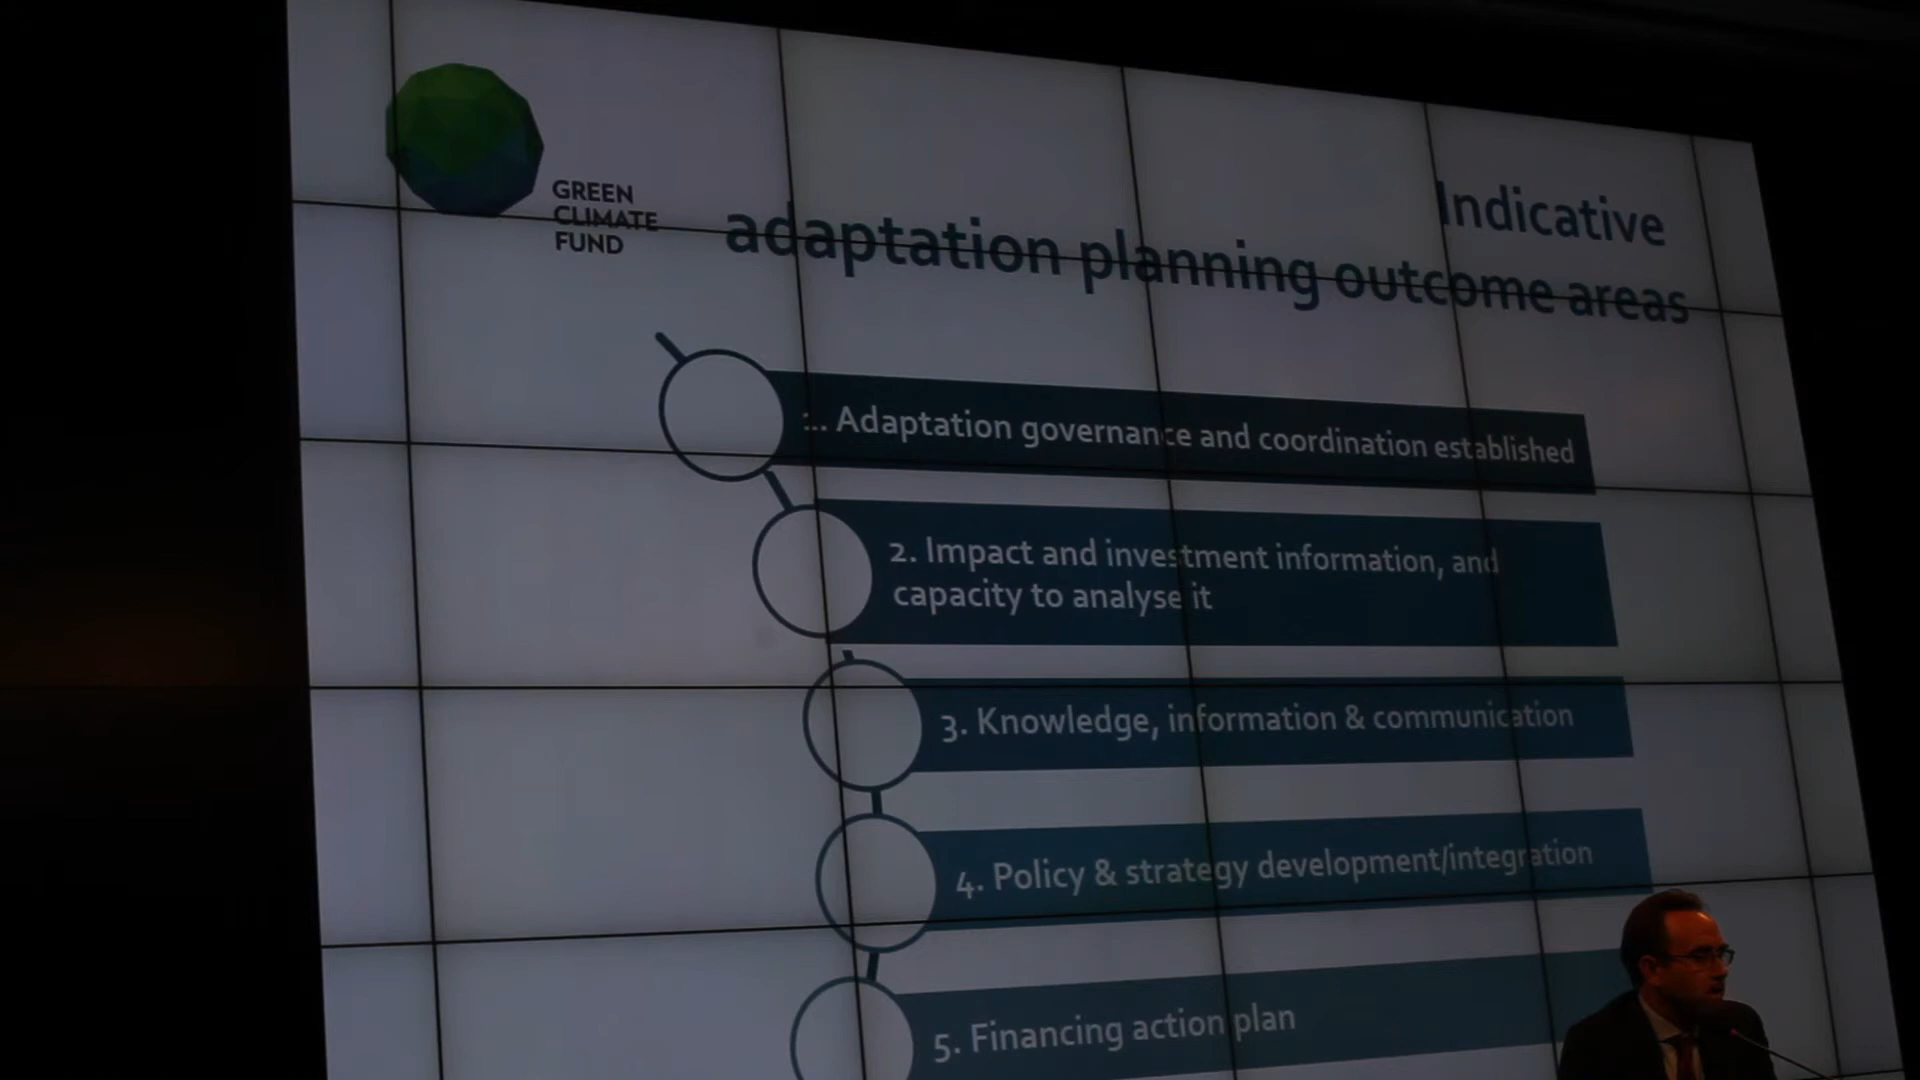 GREEN
CLIMATE
FUND
Indicative
adaptation planning outcome areas
1. Adaptation governance and coordination established
2. Impact and investment information, and
capacity to analyse it
3. Knowledge, information & communication
4. Policy & strategy development/integration
5. Financing action plan